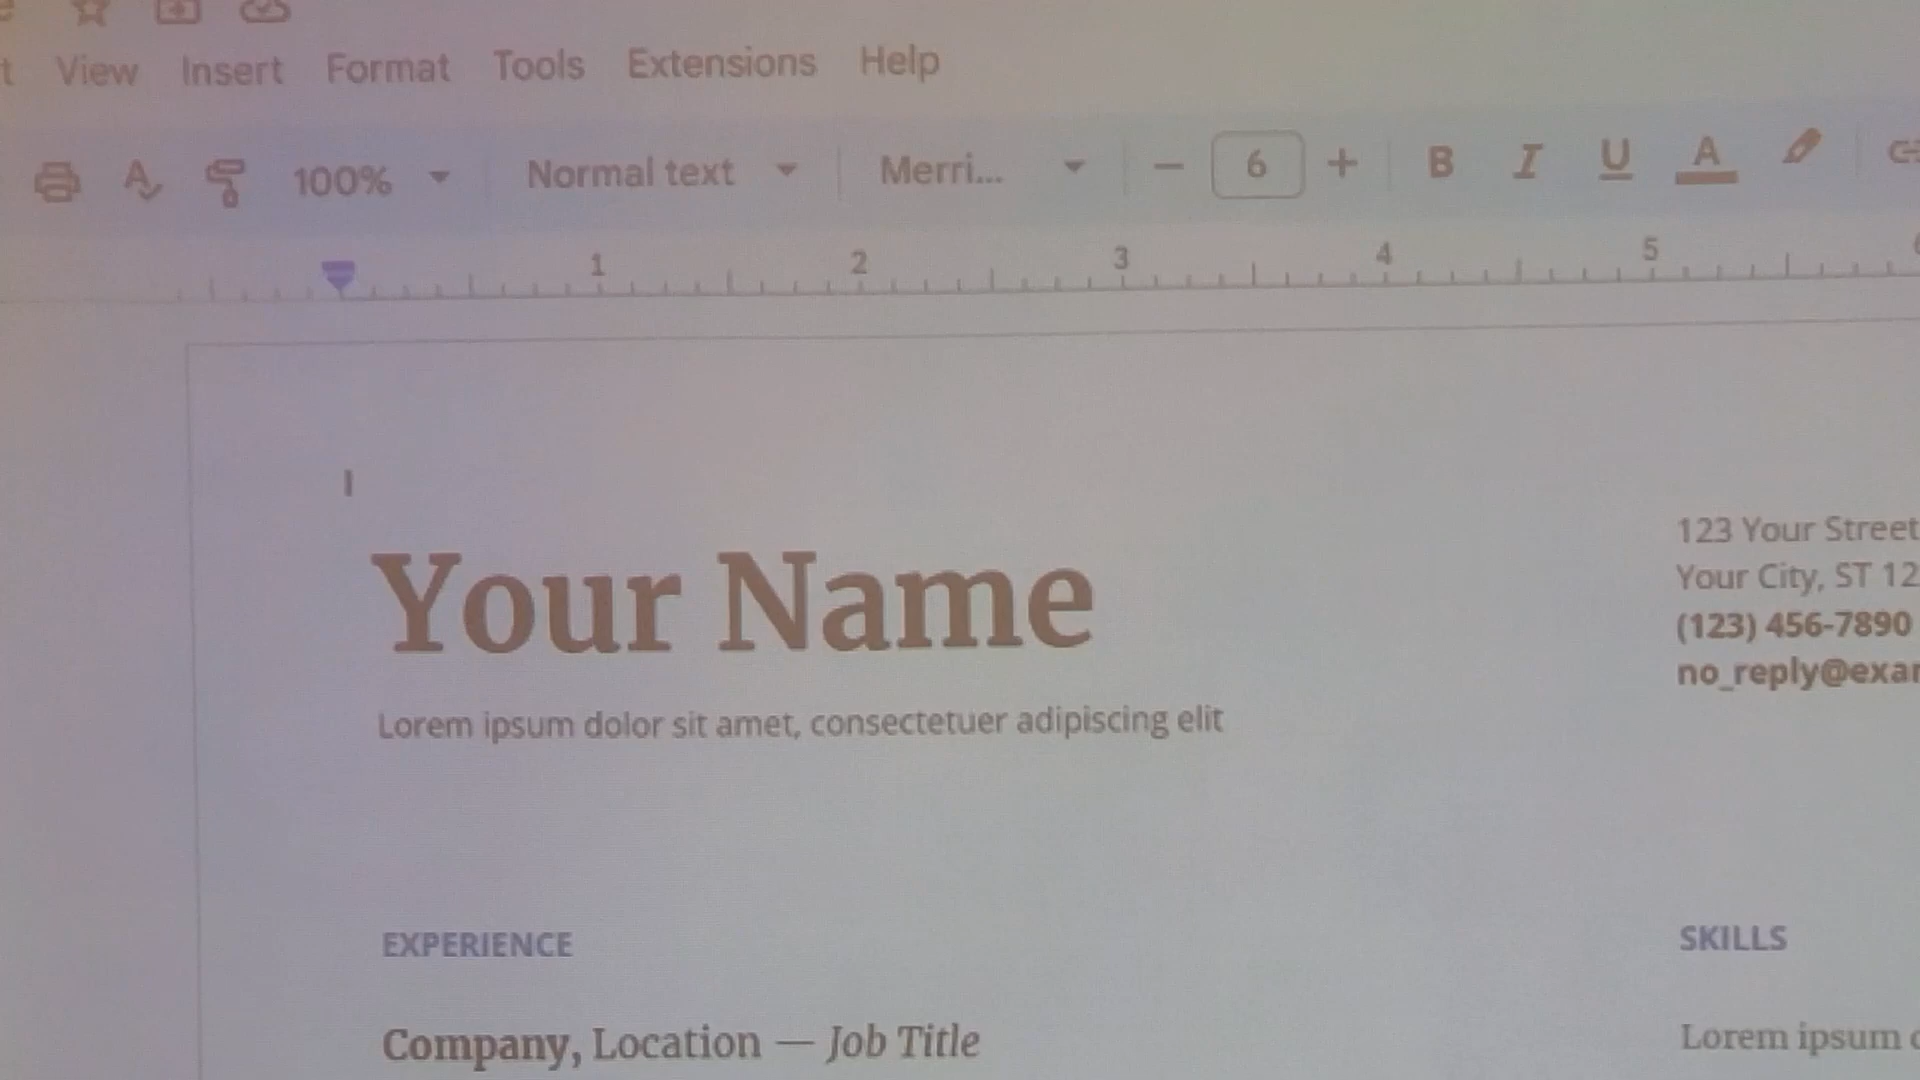 View Insert Format Tools Extensions Help
100% Normal text Merri... 6 B I U A
1 2 3 4 5
Your Name
Lorem ipsum dolor sit amet, consectetuer adipiscing elit
123 Your Street
Your City, ST 12
(123) 456-7890
no_reply@exam
EXPERIENCE
Company, Location — Job Title
SKILLS
Lorem ipsum